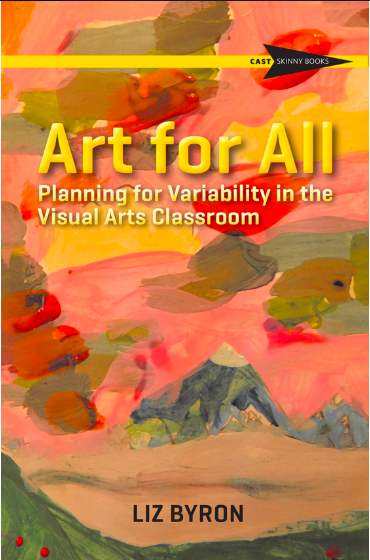 CAST SKINNY BOOKS
Art for All
Planning for Variability in the
Visual Arts Classroom
LIZ BYRON